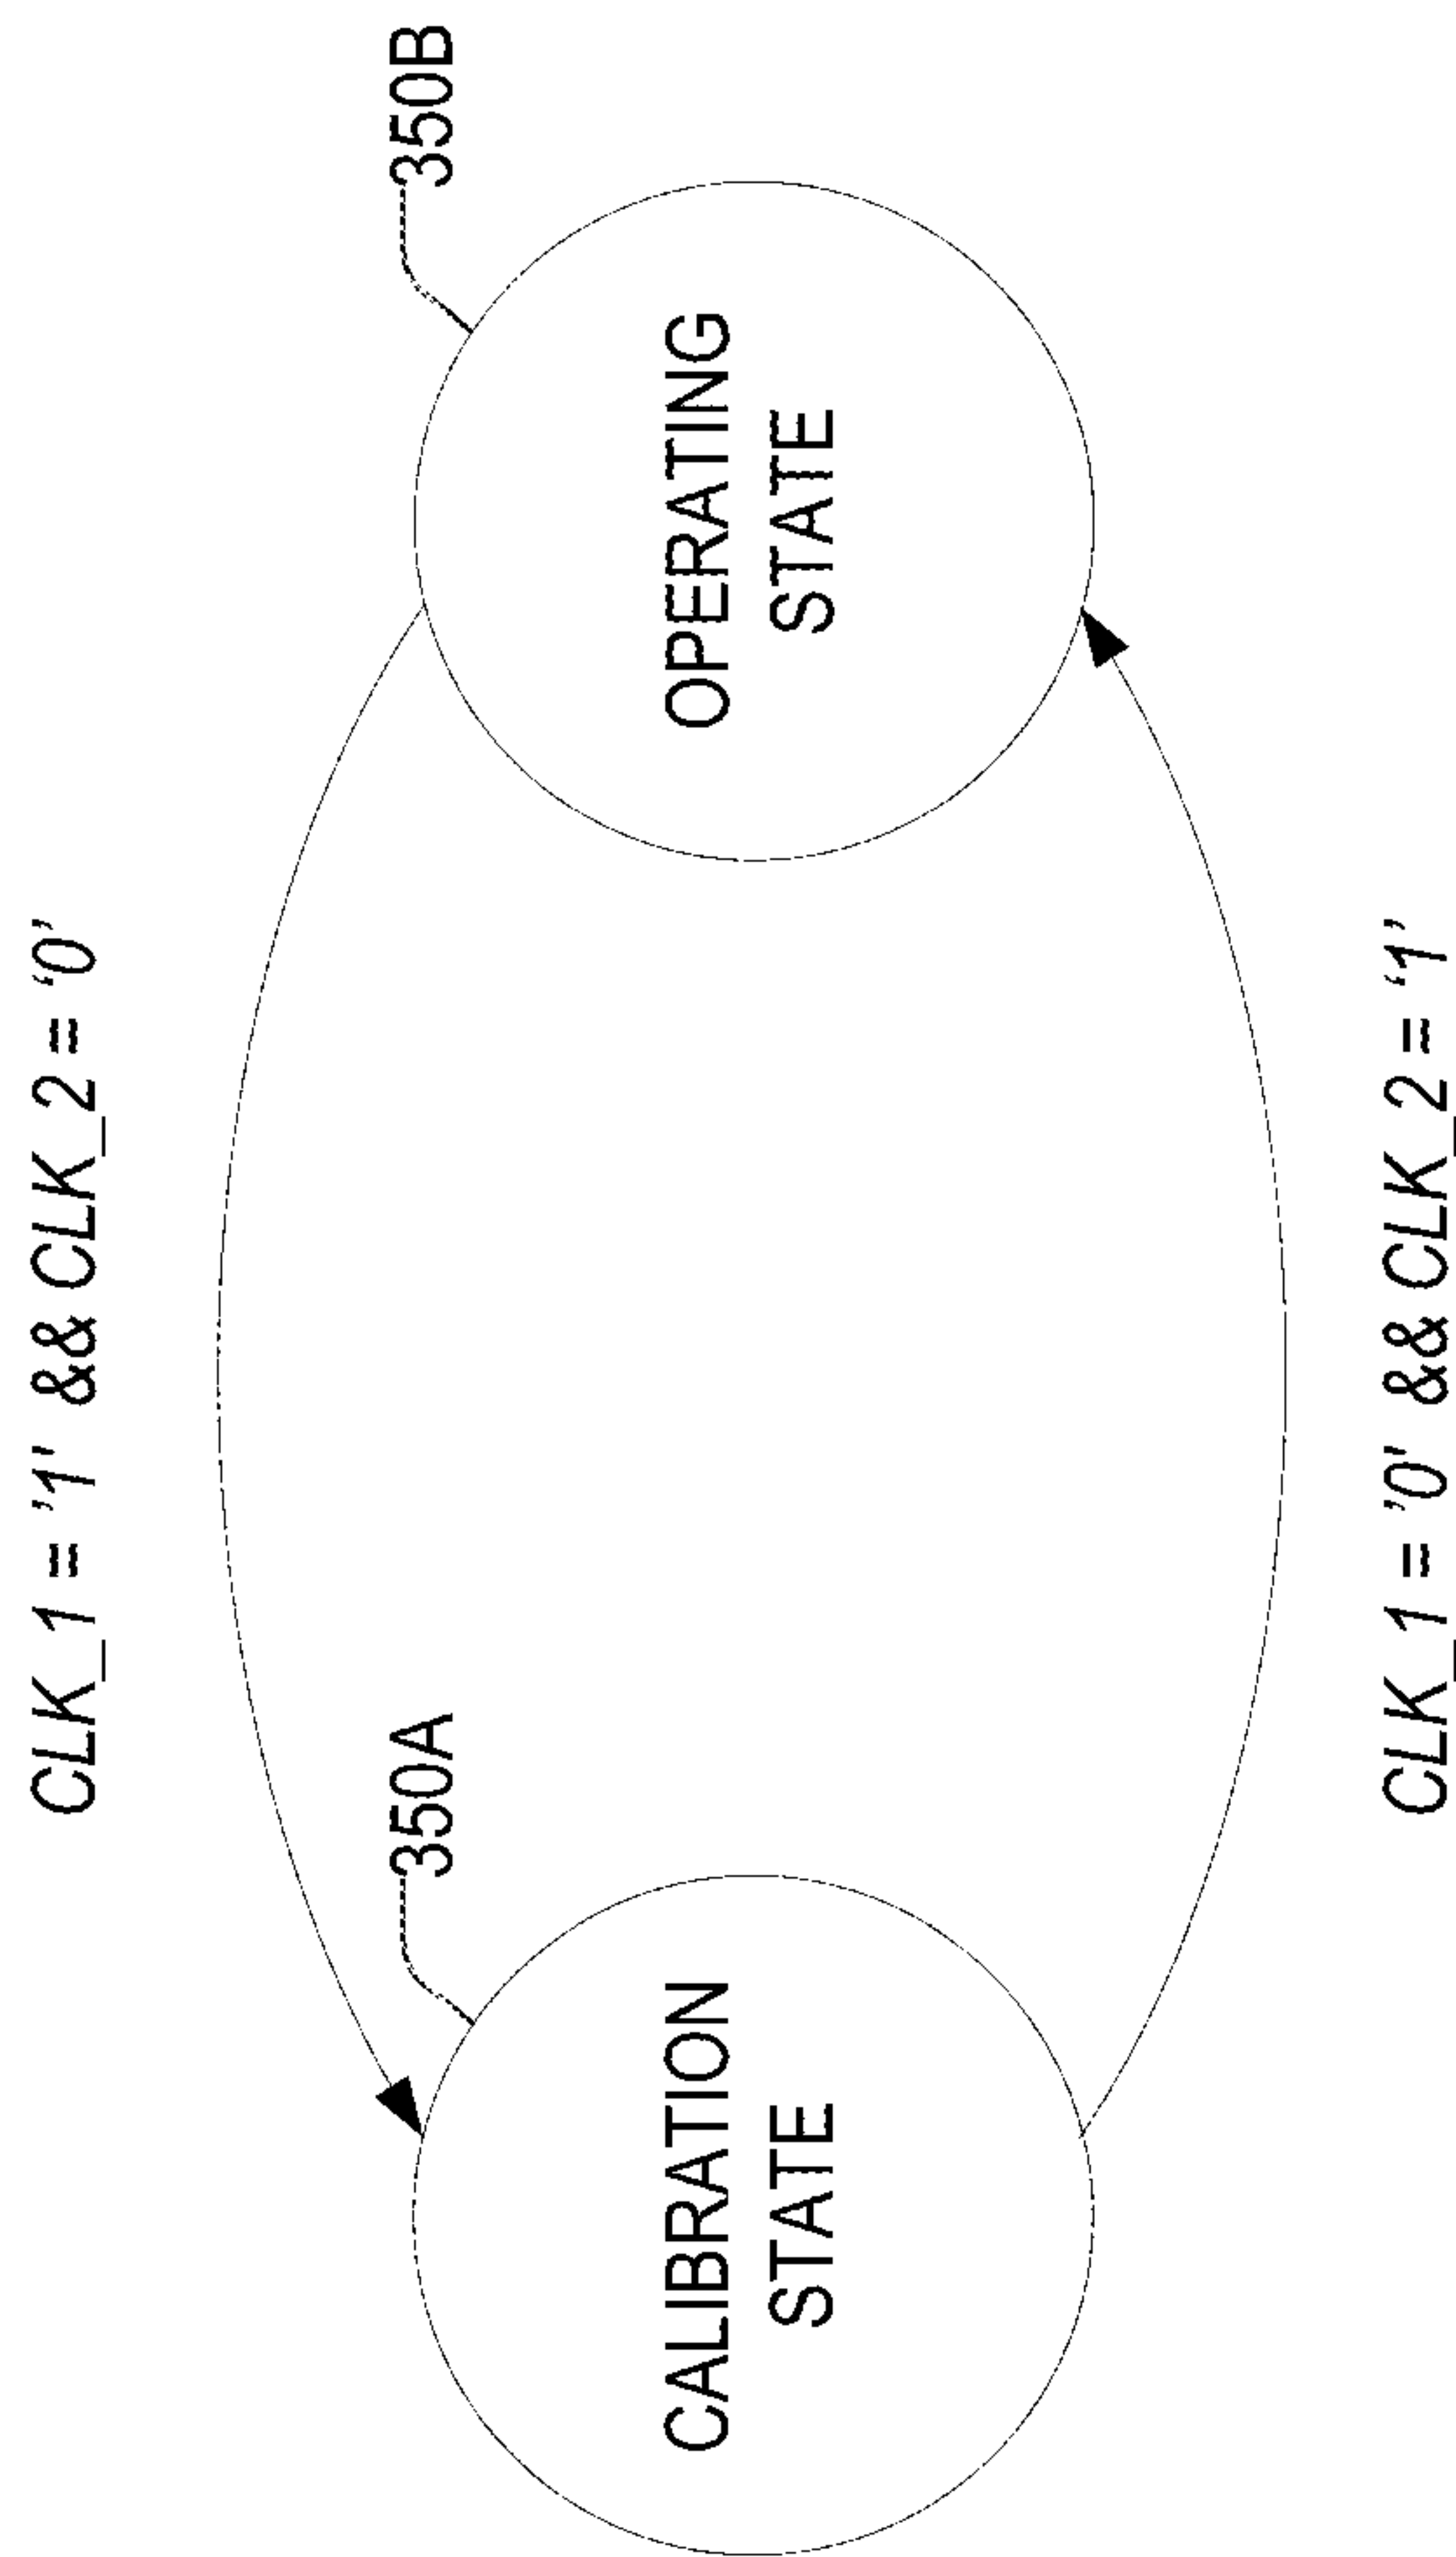 CLK_1 = '1' && CLK_2 = ‘0’
350A
350B
CALIBRATION
STATE
OPERATING
STATE
CLK_1 = '0' && CLK_2 = ‘1’